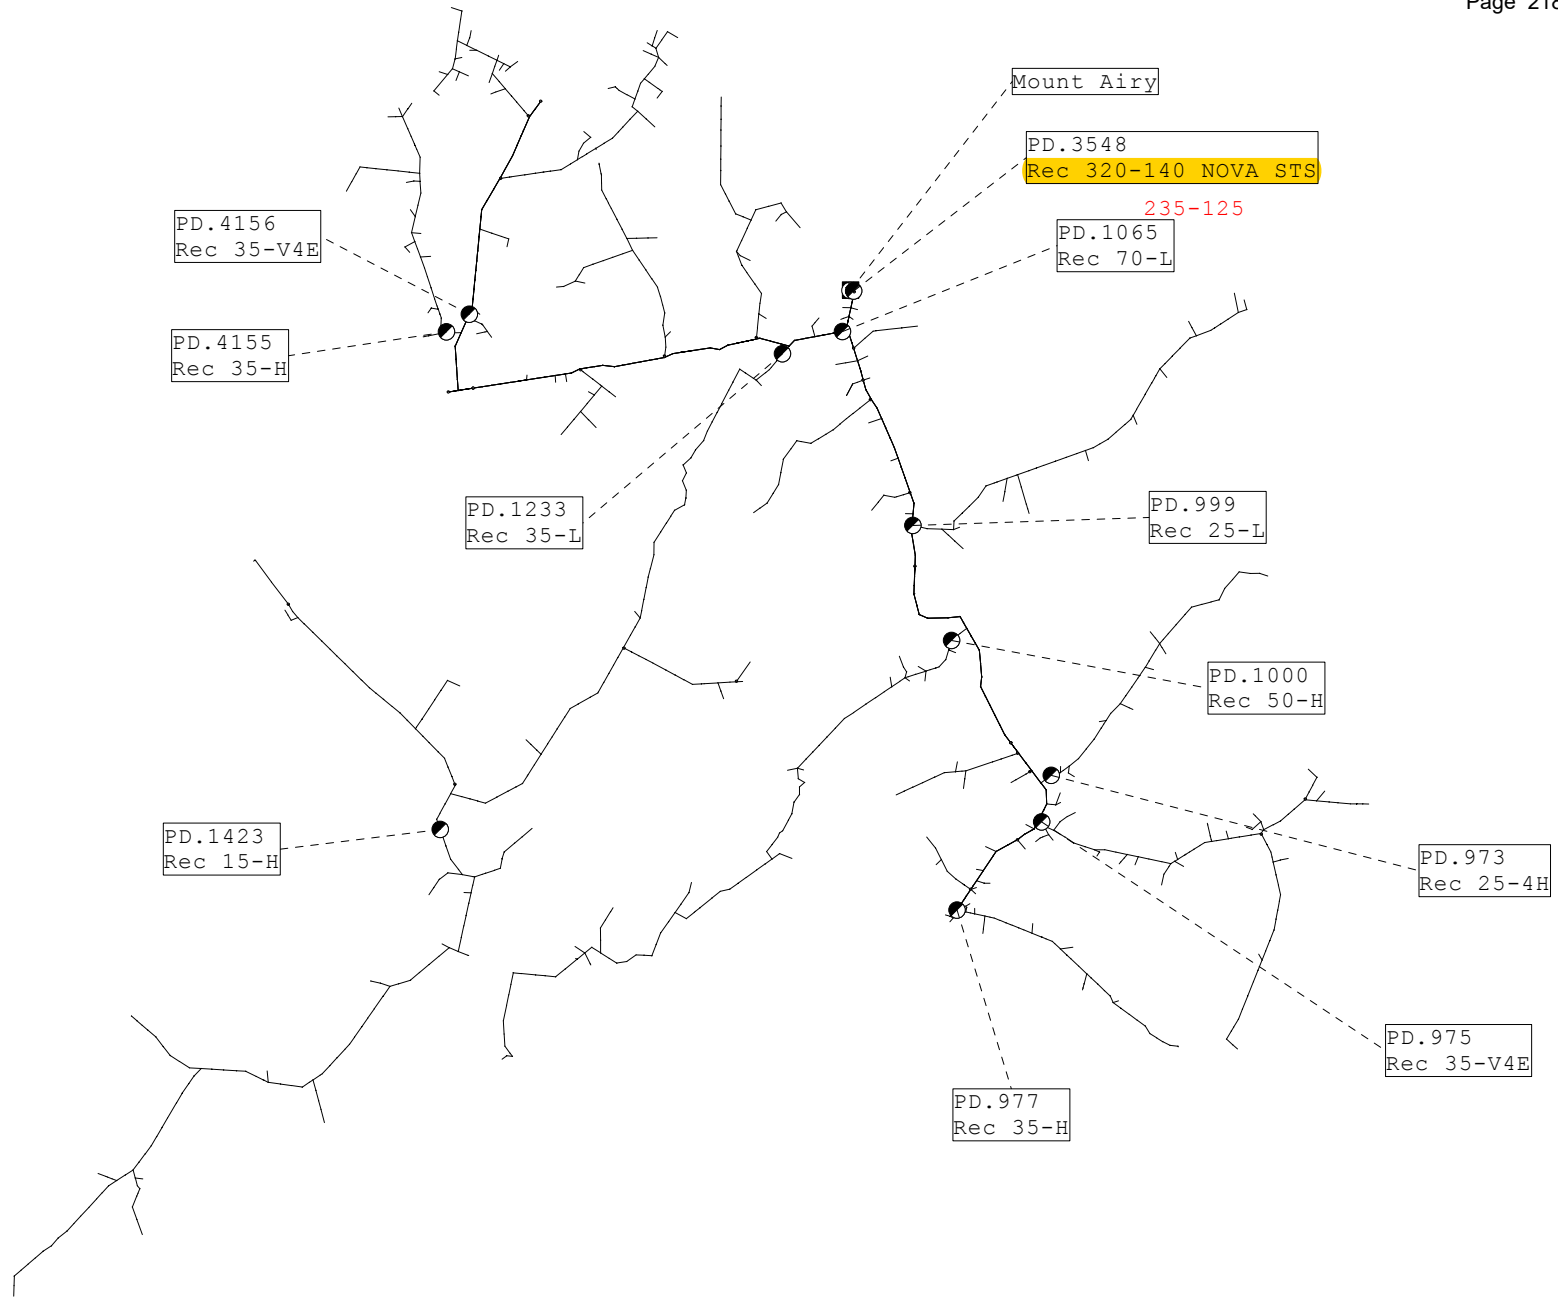 Page 218
Mount Airy
PD.3548
Rec 320-140 NOVA STS
235-125
PD.4156
Rec 35-V4E
PD.1065
Rec 70-L
PD.4155
Rec 35-H
PD.1233
Rec 35-L
PD.999
Rec 25-L
PD.1000
Rec 50-H
PD.1423
Rec 15-H
PD.973
Rec 25-4H
PD.975
Rec 35-V4E
PD.977
Rec 35-H